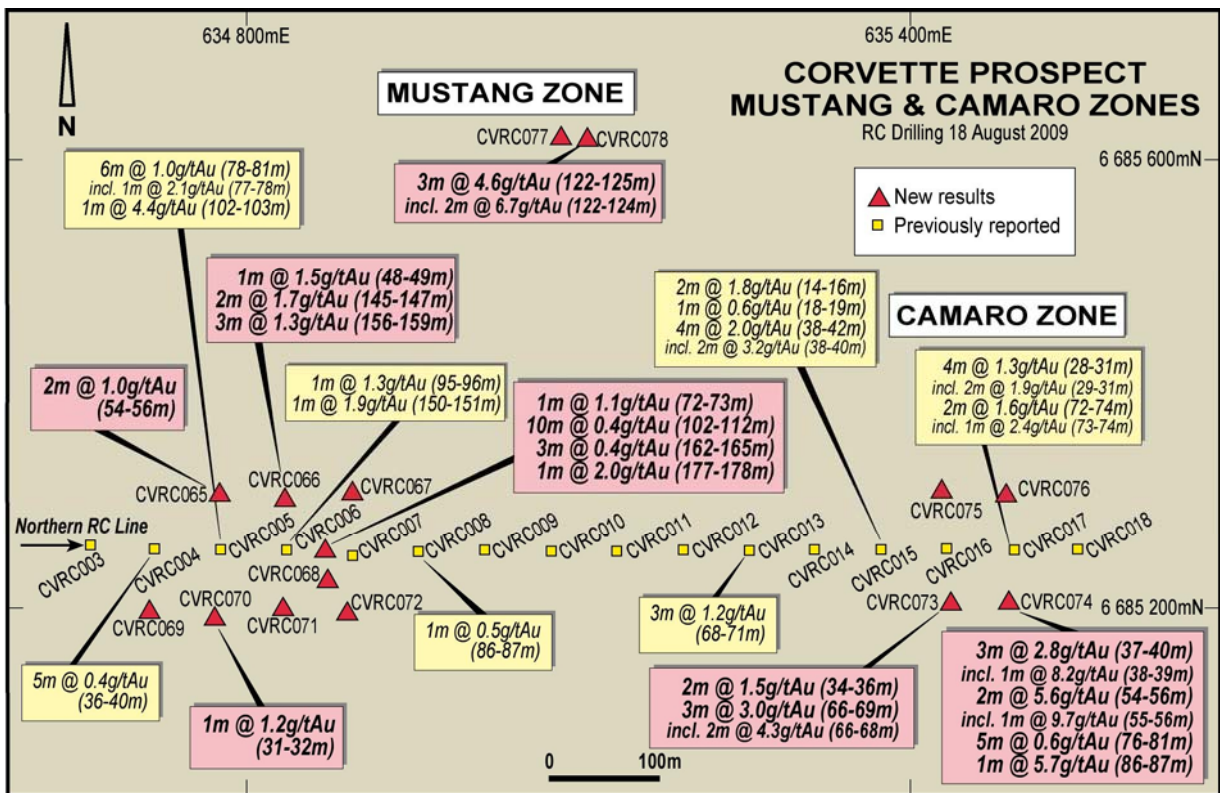 634 800mE
635 400mE
N
MUSTANG ZONE
CORVETTE PROSPECT
MUSTANG & CAMARO ZONES
RC Drilling 18 August 2009
CVRC077
CVRC078
6 685 600mN
3m @ 4.6g/tAu (122-125m)
incl. 2m @ 6.7g/tAu (122-124m)
New results
Previously reported
6m @ 1.0g/tAu (78-81m)
incl. 1m @ 2.1g/tAu (77-78m)
1m @ 4.4g/tAu (102-103m)
1m @ 1.5g/tAu (48-49m)
2m @ 1.7g/tAu (145-147m)
3m @ 1.3g/tAu (156-159m)
2m @ 1.8g/tAu (14-16m)
1m @ 0.6g/tAu (18-19m)
4m @ 2.0g/tAu (38-42m)
incl. 2m @ 3.2g/tAu (38-40m)
CAMARO ZONE
4m @ 1.3g/tAu (28-31m)
incl. 2m @ 1.9g/tAu (29-31m)
2m @ 1.6g/tAu (72-74m)
incl. 1m @ 2.4g/tAu (73-74m)
2m @ 1.0g/tAu
(54-56m)
1m @ 1.3g/tAu (95-96m)
1m @ 1.9g/tAu (150-151m)
1m @ 1.1g/tAu (72-73m)
10m @ 0.4g/tAu (102-112m)
3m @ 0.4g/tAu (162-165m)
1m @ 2.0g/tAu (177-178m)
CVRC065
CVRC066
CVRC067
CVRC075
CVRC076
Northern RC Line
CVRC003
CVRC004
CVRC005
CVRC006
CVRC007
CVRC008
CVRC009
CVRC010
CVRC011
CVRC012
CVRC013
CVRC014
CVRC015
CVRC016
CVRC017
CVRC018
CVRC068
CVRC069
CVRC070
CVRC071
CVRC072
CVRC073
CVRC074
6 685 200mN
5m @ 0.4g/tAu
(36-40m)
1m @ 1.2g/tAu
(31-32m)
1m @ 0.5g/tAu
(86-87m)
3m @ 1.2g/tAu
(68-71m)
2m @ 1.5g/tAu (34-36m)
3m @ 3.0g/tAu (66-69m)
incl. 2m @ 4.3g/tAu (66-68m)
3m @ 2.8g/tAu (37-40m)
incl. 1m @ 8.2g/tAu (38-39m)
2m @ 5.6g/tAu (54-56m)
incl. 1m @ 9.7g/tAu (55-56m)
5m @ 0.6g/tAu (76-81m)
1m @ 5.7g/tAu (86-87m)
0 100m